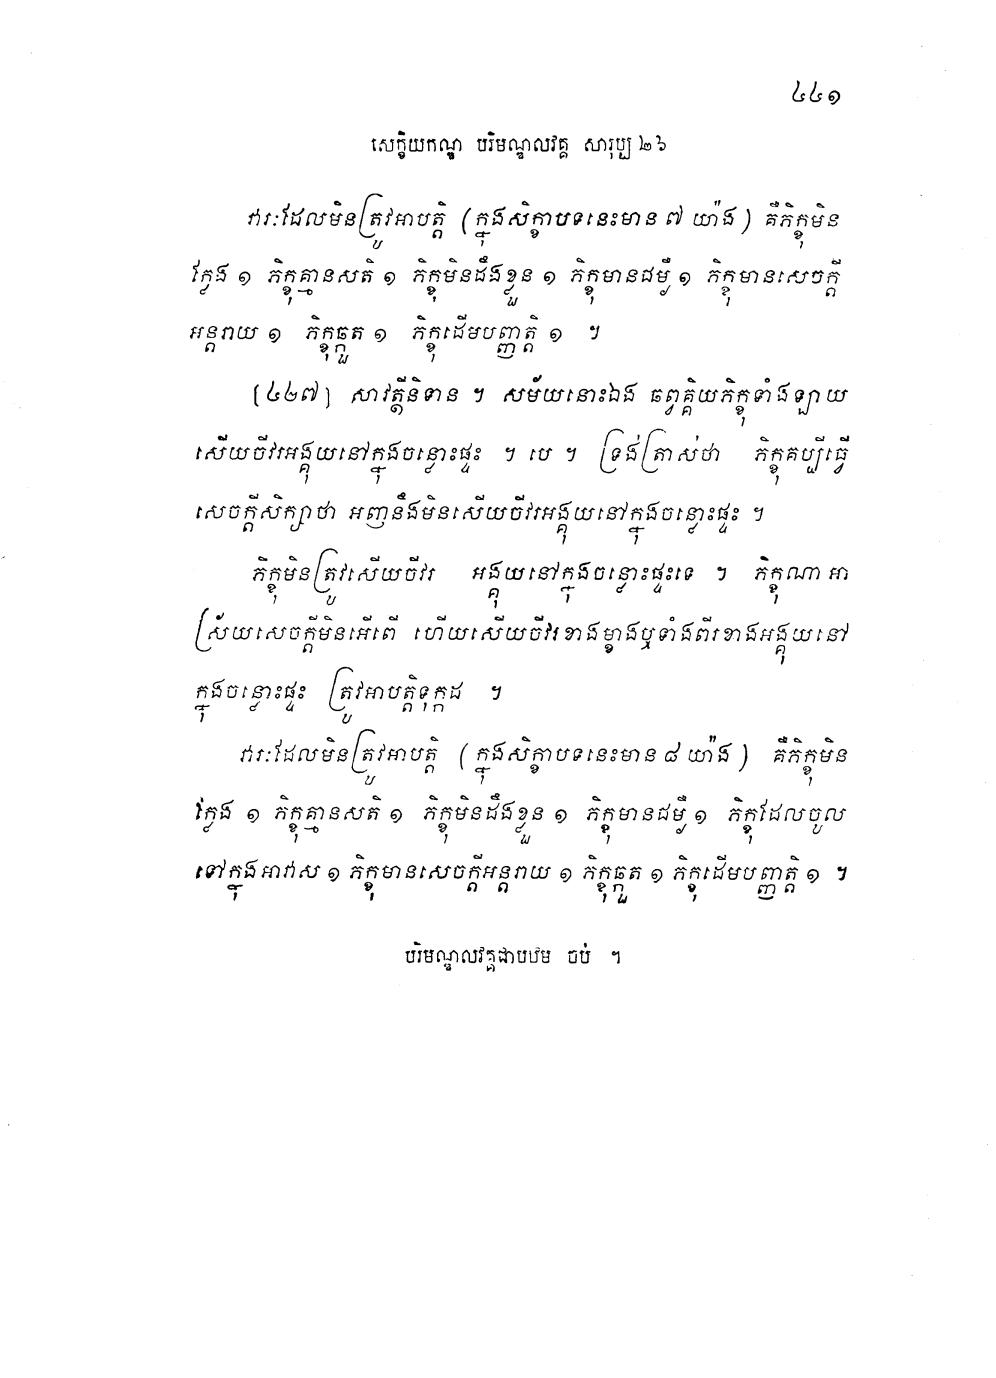 ៤៤១
សេក្ខិយកណ្ឌ បរិមណ្ឌលវគ្គ សារុប្ប ២៦
វារៈដែលមិនត្រូវអាបត្តិ (ក្នុងសិក្ខាបទនេះមាន ៧ យ៉ាង) គឺភិក្ខុមិន
ក្លែង ១ ភិក្ខុគ្មានសតិ ១ ភិក្ខុមិនដឹងខ្លួន ១ ភិក្ខុមានជម្ងឺ ១ ភិក្ខុមានសេចក្តី
អន្តរាយ ១ ភិក្ខុឆ្កួត ១ ភិក្ខុដើមបញ្ញត្តិ ១ ។
[៤២៧] សាវត្ថីនិទាន ។ សម័យនោះឯង ឆព្វគ្គិយភិក្ខុទាំងឡាយ
សើយចីវរអង្គុយនៅក្នុងចន្លោះផ្ទះ ។ បេ ។ ទ្រង់ត្រាស់ថា ភិក្ខុគប្បីធ្វើ
សេចក្តីសិក្សាថា អញនឹងមិនសើយចីវរអង្គុយនៅក្នុងចន្លោះផ្ទះ ។
ភិក្ខុមិនត្រូវសើយចីវរ អង្គុយនៅក្នុងចន្លោះផ្ទះទេ ។ ភិក្ខុណា អា
ស្រ័យសេចក្តីមិនអើពើ ហើយសើយចីវរខាងម្ខាងឬទាំងពីរខាងអង្គុយនៅ
ក្នុងចន្លោះផ្ទះ ត្រូវអាបត្តិទុក្កដ ។
វារៈដែលមិនត្រូវអាបត្តិ (ក្នុងសិក្ខាបទនេះមាន ៨ យ៉ាង) គឺភិក្ខុមិន
ក្លែង ១ ភិក្ខុគ្មានសតិ ១ ភិក្ខុមិនដឹងខ្លួន ១ ភិក្ខុមានជម្ងឺ ១ ភិក្ខុដែលចូល
ទៅក្នុងអាវាស ១ ភិក្ខុមានសេចក្តីអន្តរាយ ១ ភិក្ខុឆ្កួត ១ ភិក្ខុដើមបញ្ញត្តិ ១ ។
បរិមណ្ឌលវគ្គជាបឋម ចប់ ។